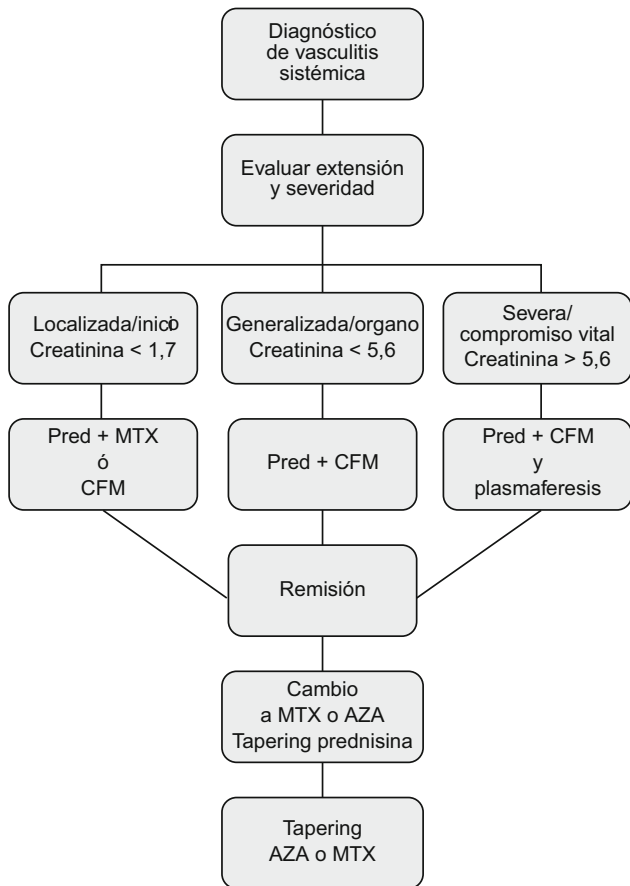 Diagnóstico
de vasculitis
sistémica
Evaluar extensión
y severidad
Localizada/inicio
Creatinina < 1,7
Generalizada/organo
Creatinina < 5,6
Severa/
compromiso vital
Creatinina > 5,6
Pred + MTX
ó
CFM
Pred + CFM
Pred + CFM
y
plasmaferesis
Remisión
Cambio
a MTX o AZA
Tapering prednisina
Tapering
AZA o MTX